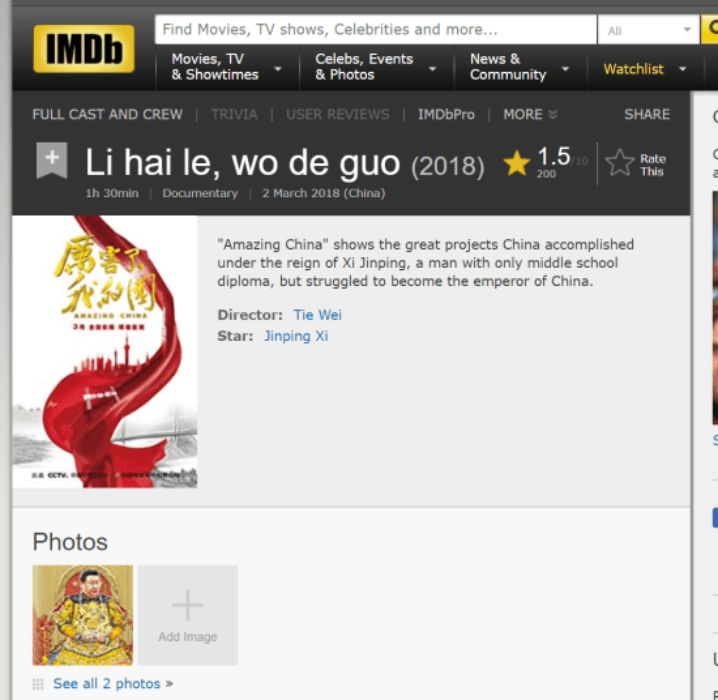 IMDb
Find Movies, TV shows, Celebrities and more...
All
Movies, TV
& Showtimes
Celebs, Events
& Photos
News &
Community
Watchlist
FULL CAST AND CREW | TRIVIA | USER REVIEWS | IMDbPro | MORE
SHARE
Li hai le, wo de guo (2018)
1.5/10
200
Rate
This
1h 30min | Documentary | 2 March 2018 (China)
厲害了
我的國
AMAZING CHINA
"Amazing China" shows the great projects China accomplished
under the reign of Xi Jinping, a man with only middle school
diploma, but struggled to become the emperor of China.
Director: Tie Wei
Star: Jinping Xi
CCTV
Photos
Add Image
See all 2 photos »